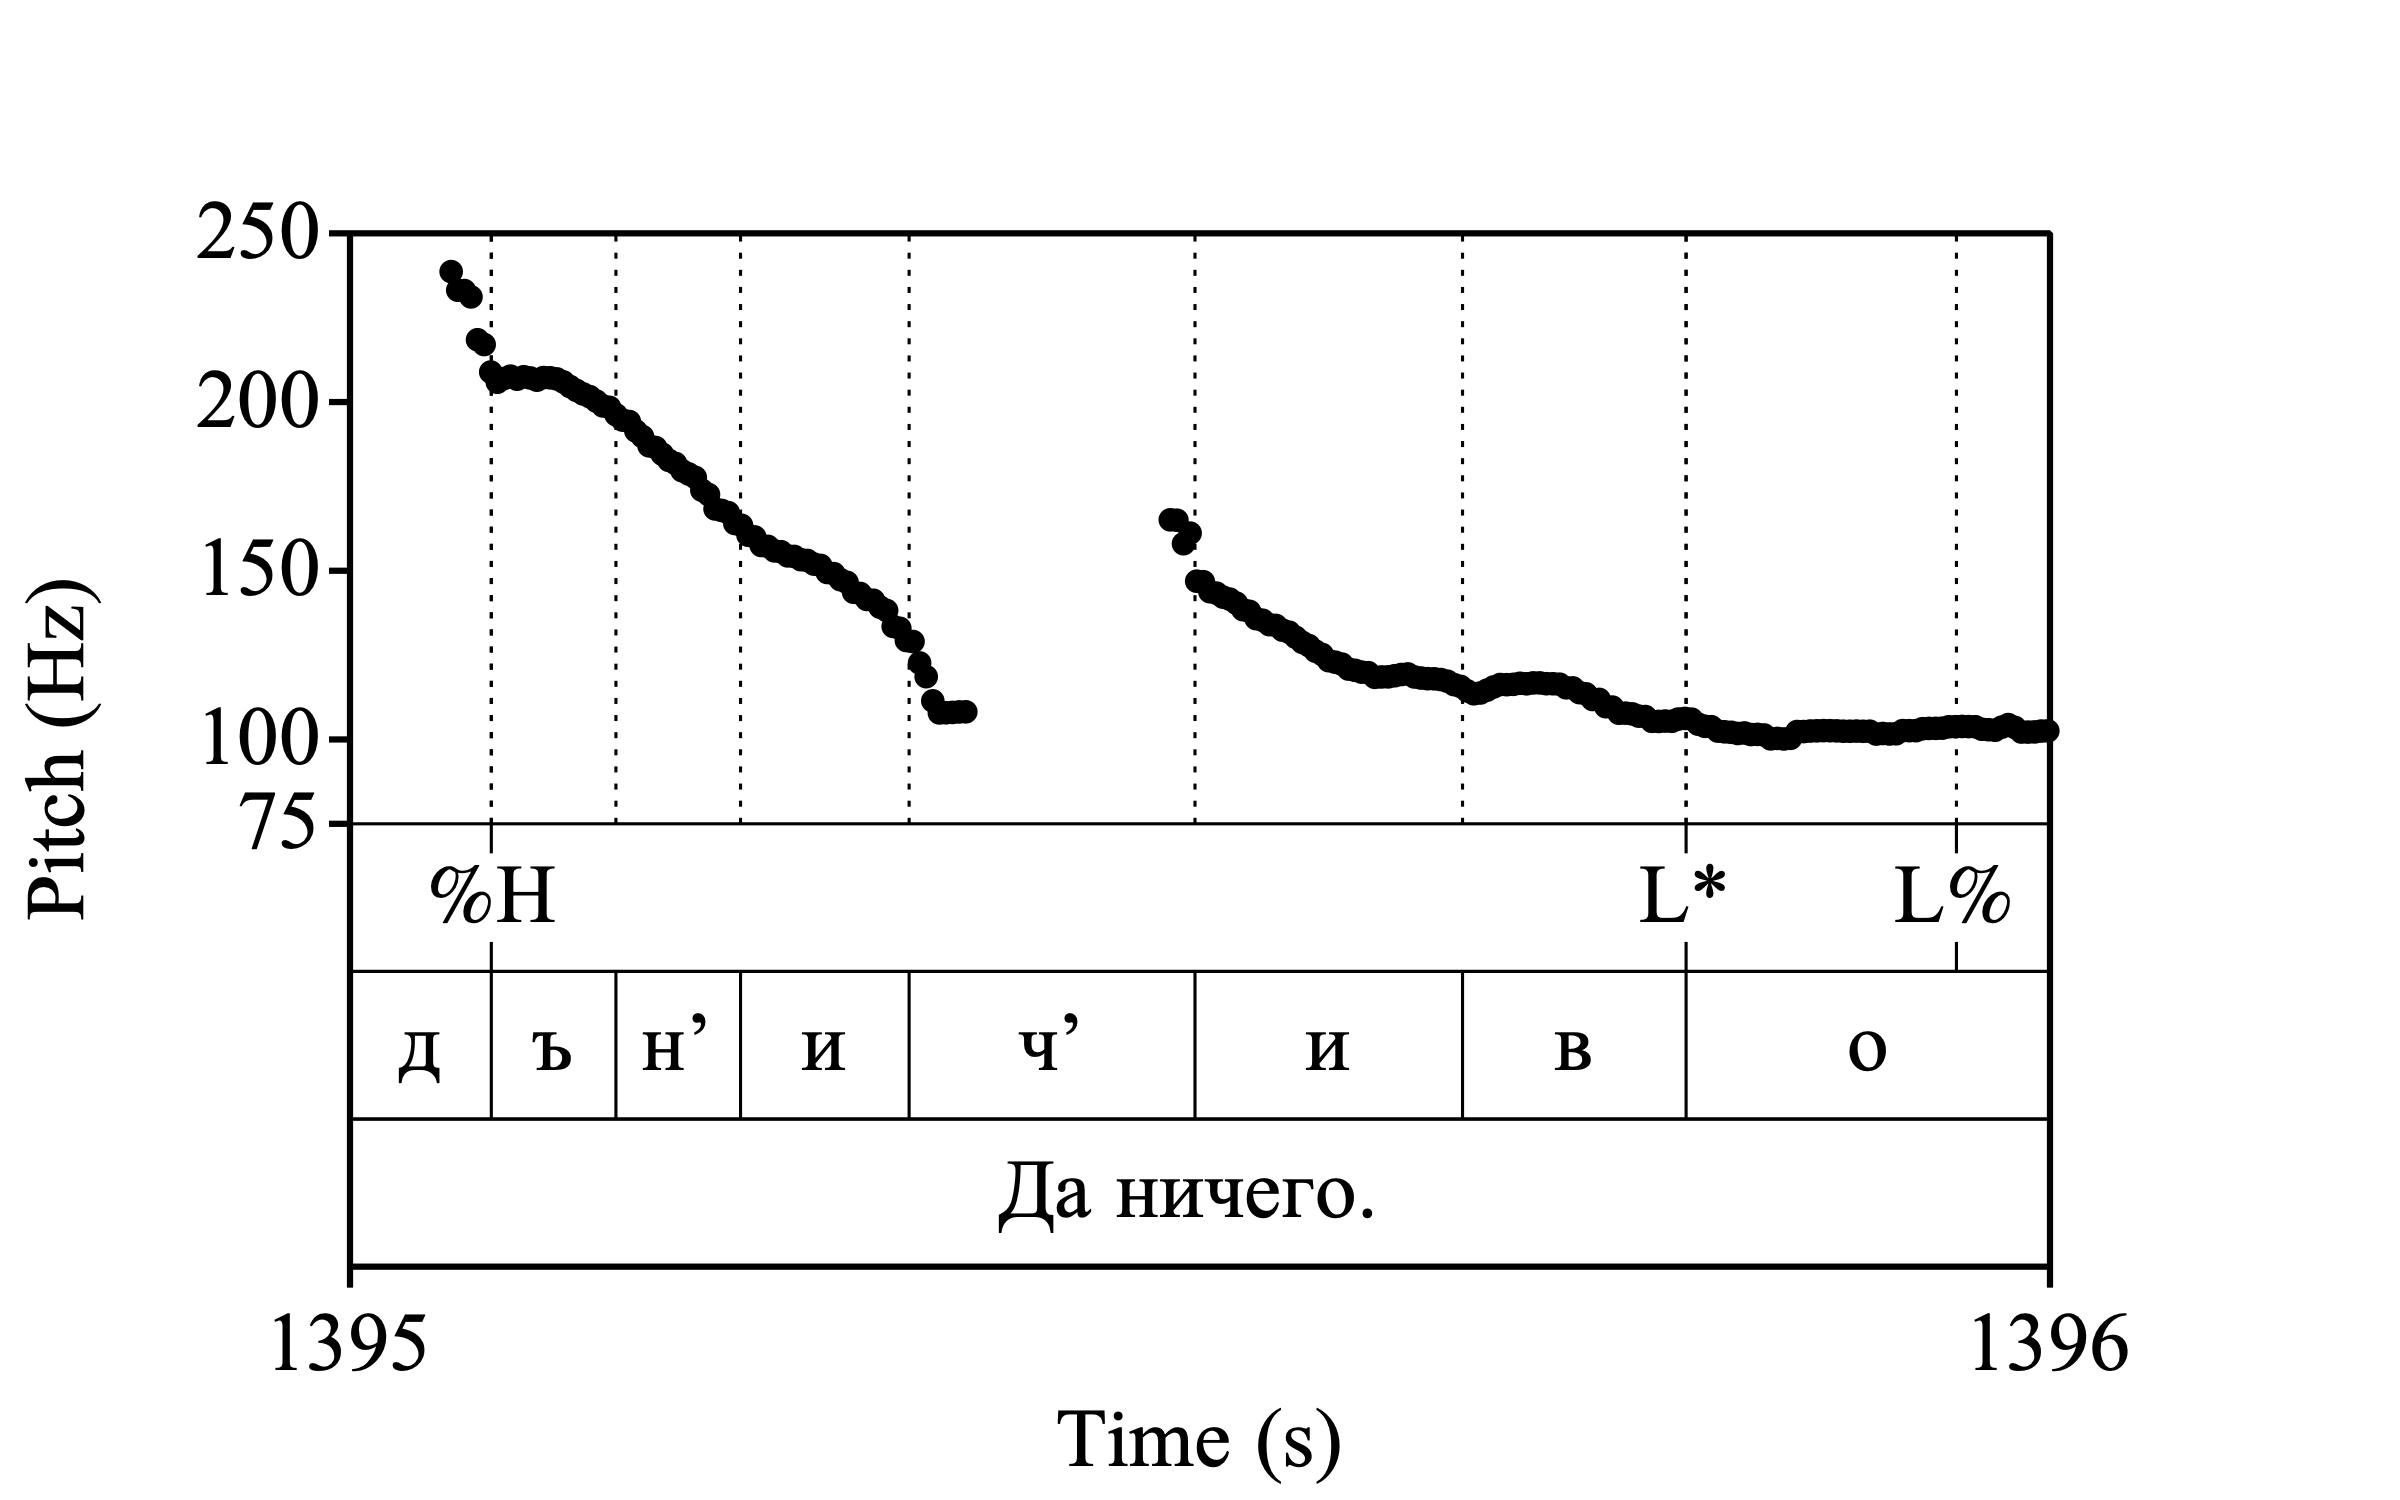 250
200
150
100
75
Pitch (Hz)
%H L* L%
д ъ н’ и ч’ и в о
Да ничего.
1395 1396
Time (s)